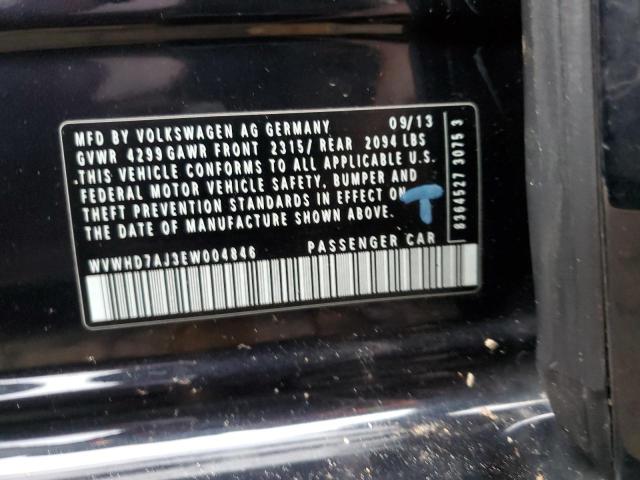 MFD BY VOLKSWAGEN AG GERMANY 09/13
GVWR 4299 GAWR FRONT 2315/ REAR 2094 LBS
THIS VEHICLE CONFORMS TO ALL APPLICABLE U.S.
FEDERAL MOTOR VEHICLE SAFETY, BUMPER AND
THEFT PREVENTION STANDARDS IN EFFECT ON
THE DATE OF MANUFACTURE SHOWN ABOVE.
T
WVWHD7AJ3EW004846 PASSENGER CAR
8364527 3075 3